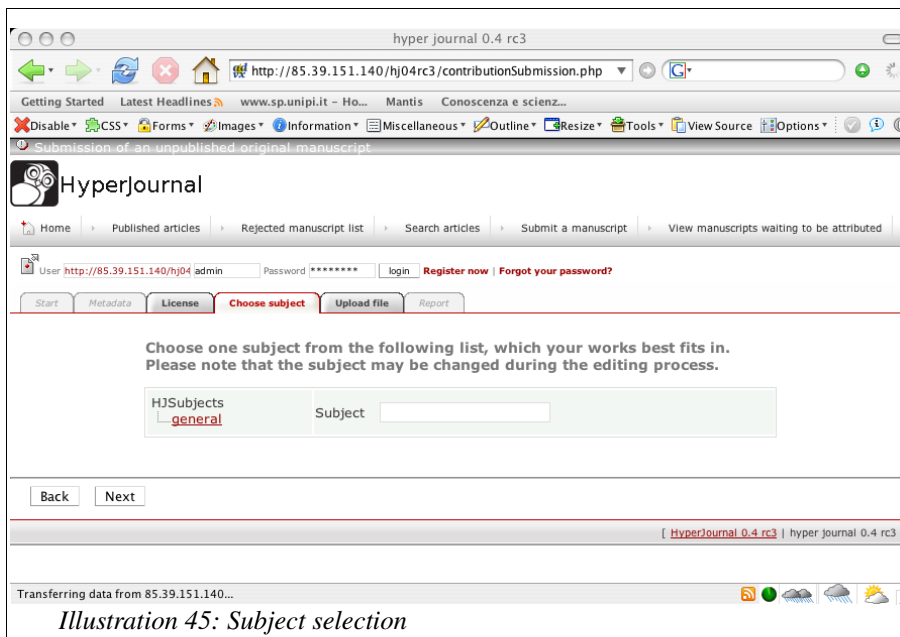 hyper journal 0.4 rc3
http://85.39.151.140/hj04rc3/contributionSubmission.php G
Getting Started Latest Headlines www.sp.unipi.it - Ho... Mantis Conoscenza e scienz...
Disable CSS Forms Images Information Miscellaneous Outline Resize Tools View Source Options
Submission of an unpublished original manuscript
HyperJournal
Home Published articles Rejected manuscript list Search articles Submit a manuscript View manuscripts waiting to be attributed
User http://85.39.151.140/hj04 admin Password ******** login Register now | Forgot your password?
Start Metadata License Choose subject Upload file Report
Choose one subject from the following list, which your works best fits in.
Please note that the subject may be changed during the editing process.
HJSubjects
general
Subject
Back Next
[ HyperJournal 0.4 rc3 | hyper journal 0.4 rc3
Transferring data from 85.39.151.140...
Illustration 45: Subject selection